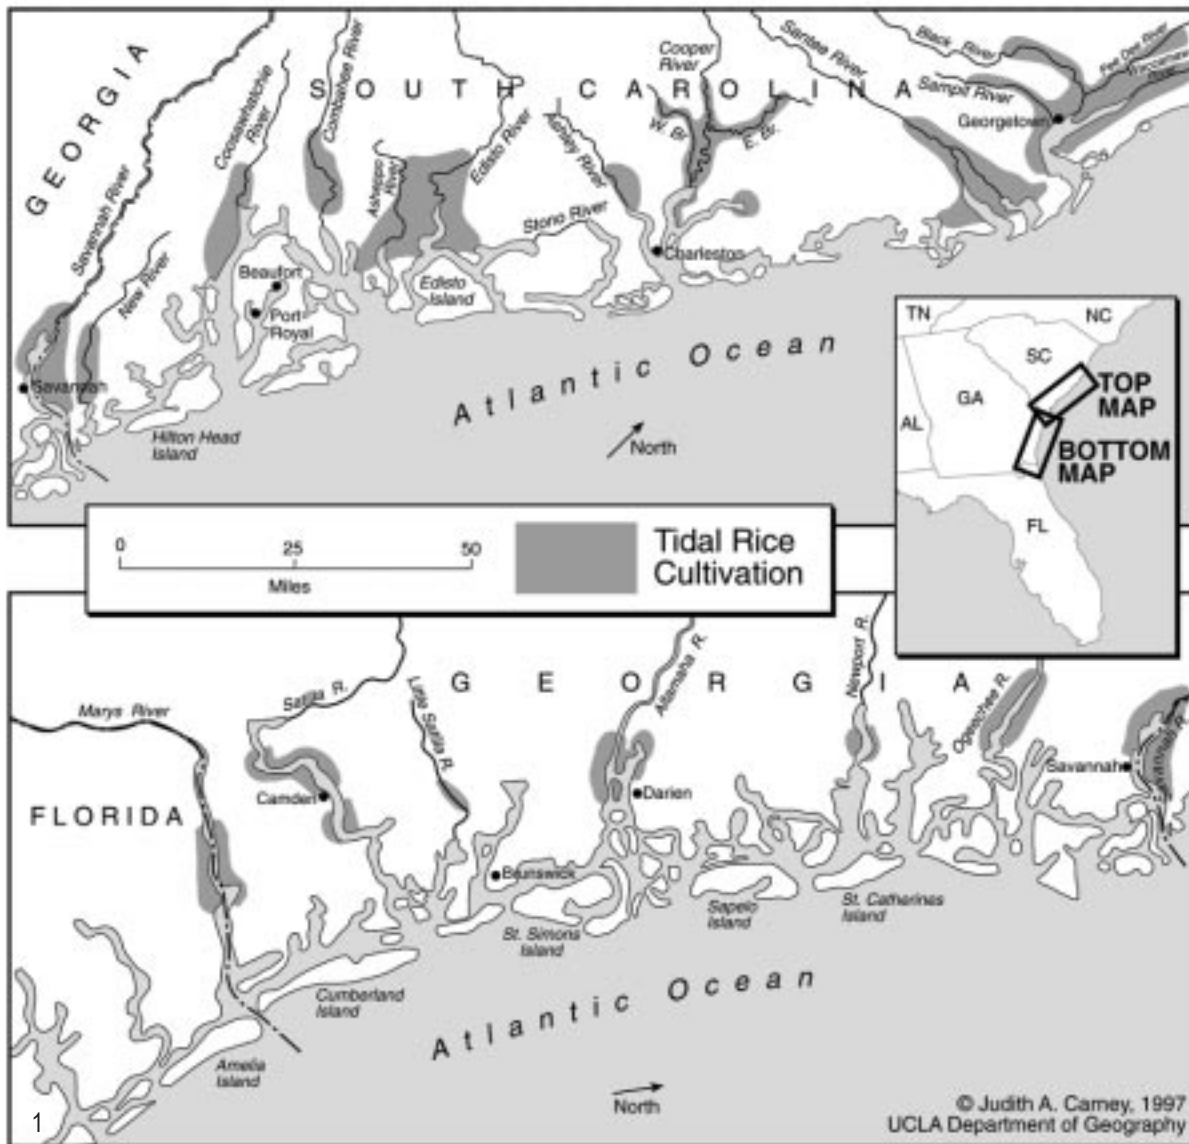 GEORGIA
SOUTH CAROLINA
Savannah River
New River
Coosawhatchie
River
Combahee River
Ashepoo
River
Edisto River
Ashley River
Stono River
Cooper
River
W. Br.
E. Br.
Santee River
Black River
Pee Dee River
Sampit River
Georgetown
Charleston
Beaufort
Port
Royal
Edisto
Island
Savannah
Hilton Head
Island
Atlantic Ocean
North
TN
NC
SC
GA
AL
FL
TOP
MAP
BOTTOM
MAP
0 25 50
Miles
Tidal Rice
Cultivation
GEORGIA
FLORIDA
Marys River
Satilla R.
Little Satilla R.
Altamaha R.
Newport R.
Ogeechee R.
Savannah R.
Savannah
Camden
Darien
Brunswick
St. Simons
Island
Sapelo
Island
St. Catherines
Island
Cumberland
Island
Amelia
Island
Atlantic Ocean
North
1
© Judith A. Carney, 1997
UCLA Department of Geography